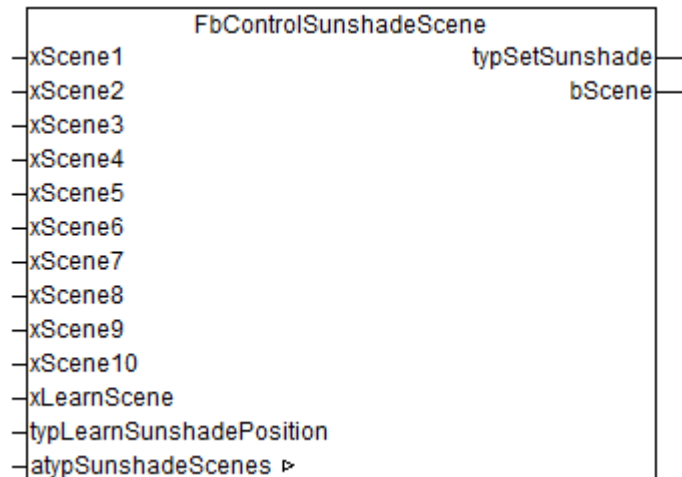 FbControlSunshadeScene
xScene1 typSetSunshade
xScene2 bScene
xScene3
xScene4
xScene5
xScene6
xScene7
xScene8
xScene9
xScene10
xLearnScene
typLearnSunshadePosition
atypSunshadeScenes ▹